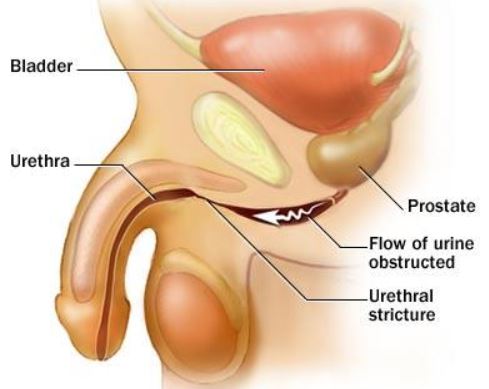 Bladder
Urethra
Prostate
Flow of urine
obstructed
Urethral
stricture